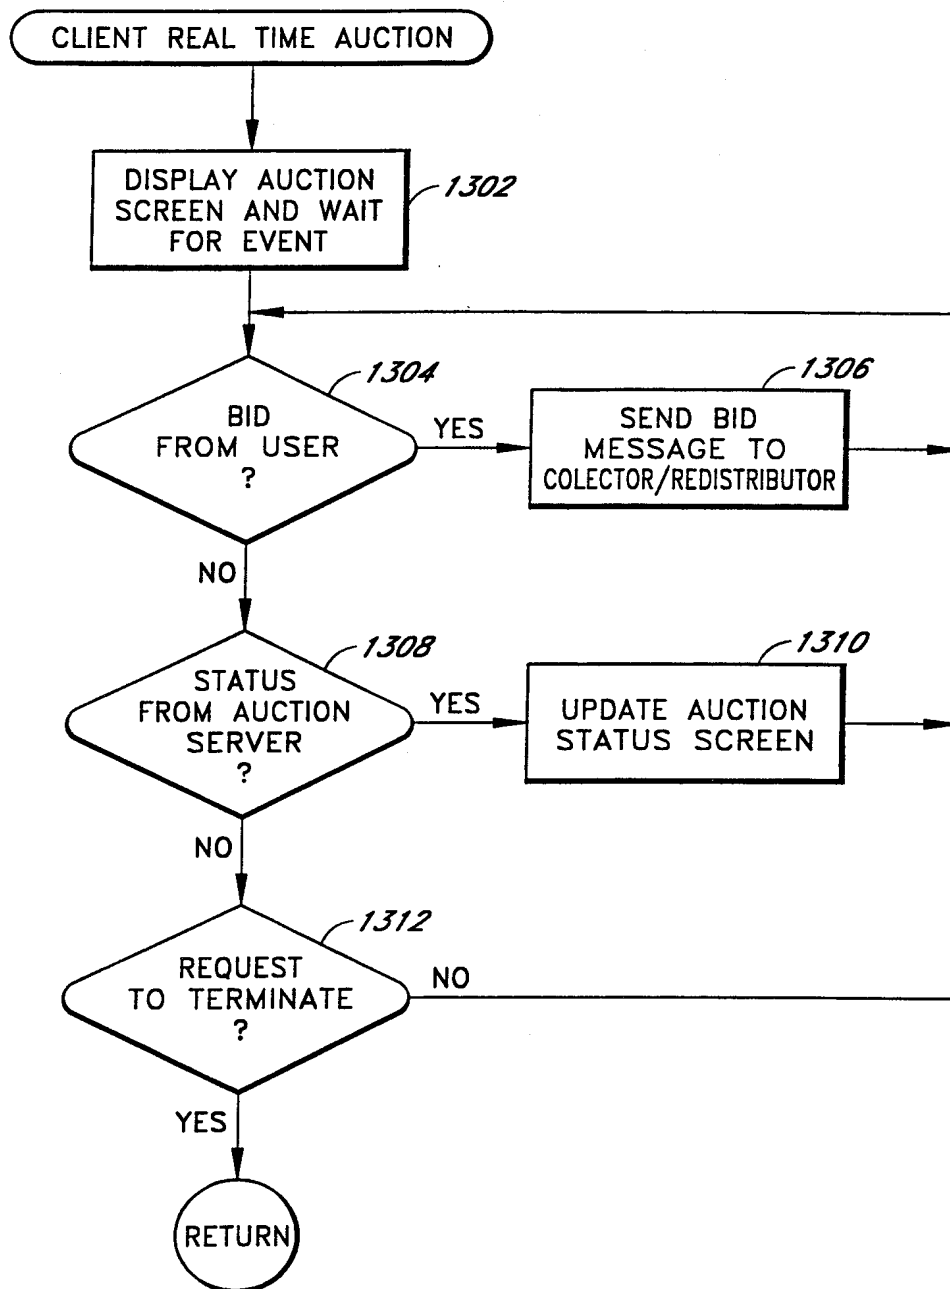 CLIENT REAL TIME AUCTION
DISPLAY AUCTION
SCREEN AND WAIT
FOR EVENT
1302
BID
FROM USER
?
1304
YES
SEND BID
MESSAGE TO
COLECTOR/REDISTRIBUTOR
1306
NO
STATUS
FROM AUCTION
SERVER
?
1308
YES
UPDATE AUCTION
STATUS SCREEN
1310
NO
REQUEST
TO TERMINATE
?
1312
NO
YES
RETURN